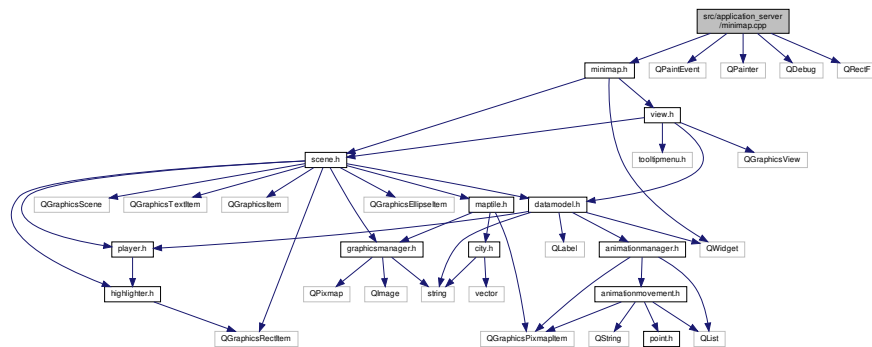 src/application_server
/minimap.cpp
minimap.h
QPaintEvent
QPainter
QDebug
QRectF
view.h
scene.h
tooltipmenu.h
QGraphicsView
QGraphicsScene
QGraphicsTextItem
QGraphicsItem
QGraphicsEllipseItem
maptile.h
datamodel.h
player.h
graphicsmanager.h
city.h
QLabel
animationmanager.h
QWidget
highlighter.h
QPixmap
QImage
string
vector
animationmovement.h
QGraphicsRectItem
QGraphicsPixmapItem
QString
point.h
QList